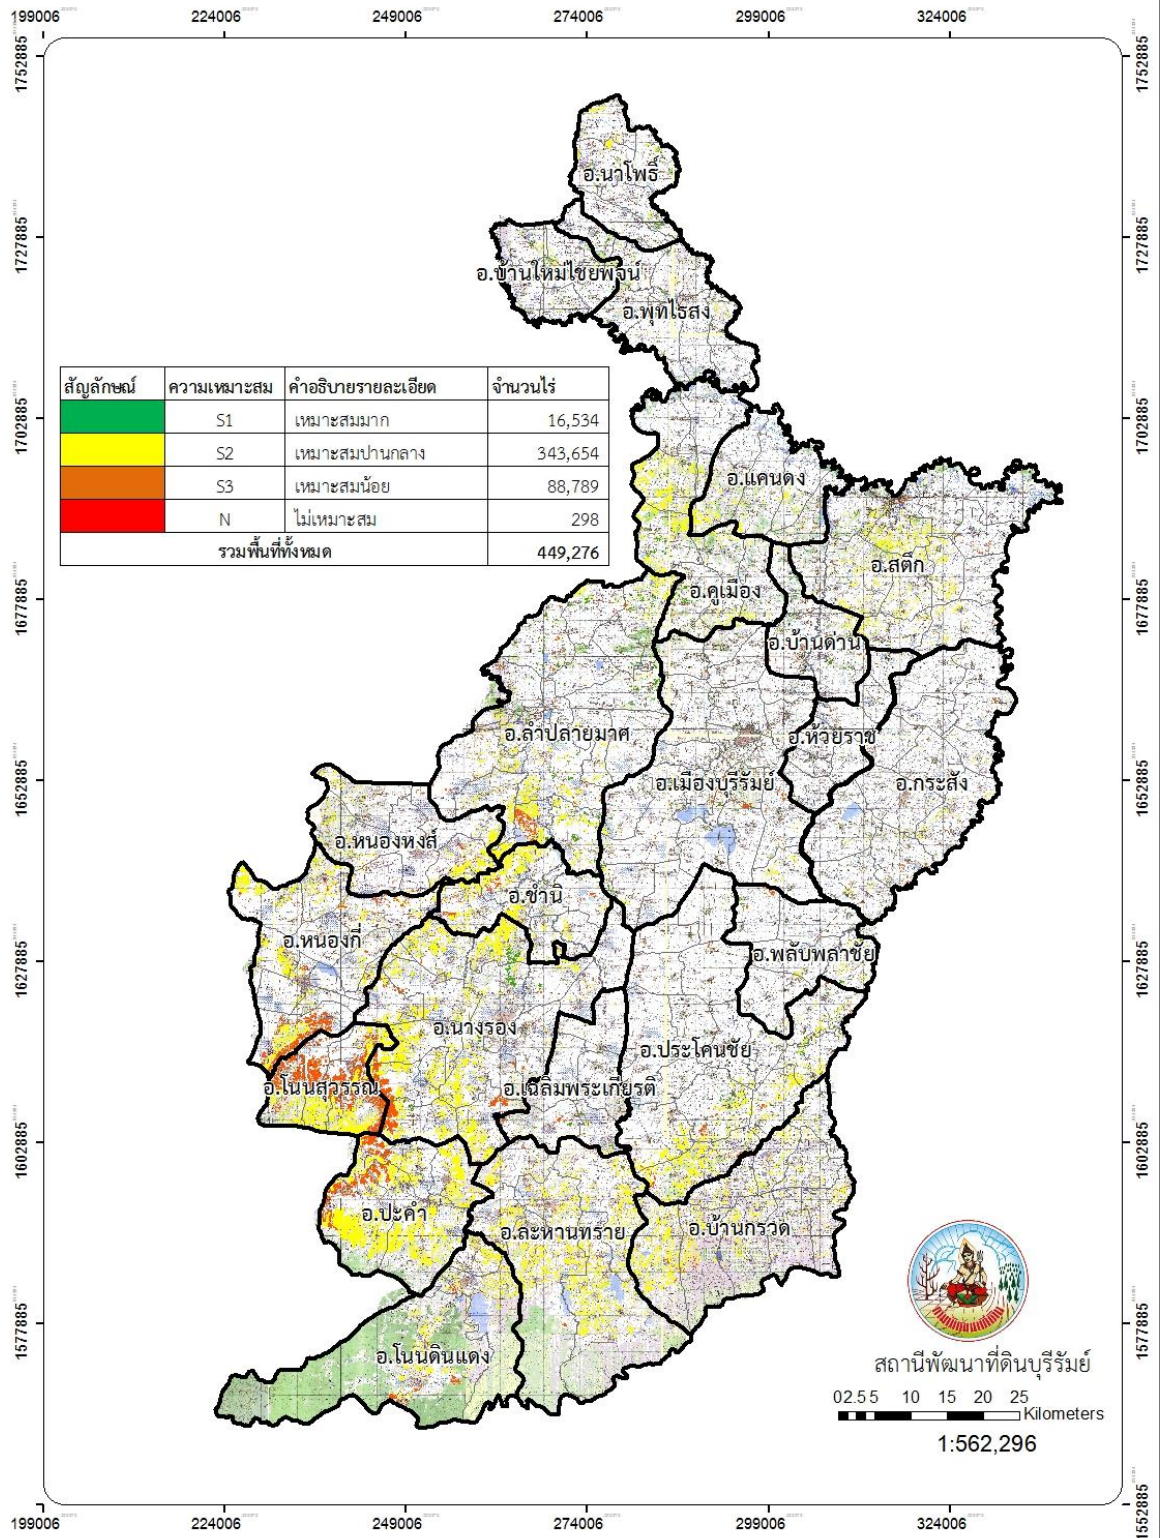 199006 224006 249006 274006 299006 324006
1752885 1752885
1727885 1727885
1702885 1702885
1677885 1677885
1652885 1652885
1627885 1627885
1602885 1602885
1577885 1577885
1552885 1552885
อ.นาโพธิ์
อ.บ้านใหม่ไชยพจน์
อ.พุทไธสง
สัญลักษณ์ ความเหมาะสม คำอธิบายรายละเอียด จำนวนไร่
S1 เหมาะสมมาก 16,534
S2 เหมาะสมปานกลาง 343,654
S3 เหมาะสมน้อย 88,789
N ไม่เหมาะสม 298
รวมพื้นที่ทั้งหมด 449,276
อ.แคนดง
อ.สตึก
อ.คูเมือง
อ.บ้านด่าน
อ.ลำปลายมาศ
อ.ห้วยราช
อ.เมืองบุรีรัมย์
อ.กระสัง
อ.หนองหงส์
อ.ชำนิ
อ.หนองกี่
อ.พลับพลาชัย
อ.นางรอง
อ.ประโคนชัย
อ.โนนสุวรรณ
อ.เฉลิมพระเกียรติ
อ.ปะคำ
อ.ละหานทราย
อ.บ้านกรวด
อ.โนนดินแดง
สถานีพัฒนาที่ดินบุรีรัมย์
0 2.5 5 10 15 20 25
Kilometers
1:562,296
199006 224006 249006 274006 299006 324006